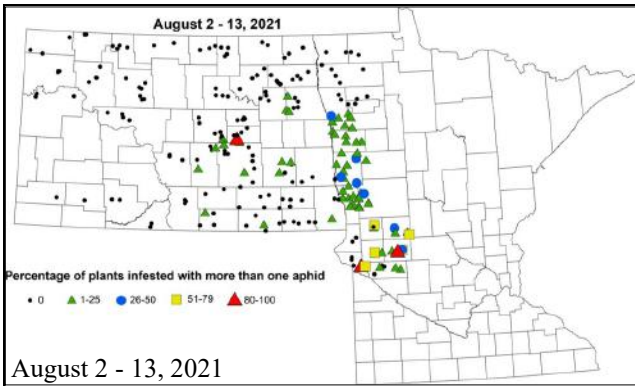 August 2 - 13, 2021
Percentage of plants infested with more than one aphid
0 1-25 26-50 51-79 80-100
August 2 - 13, 2021